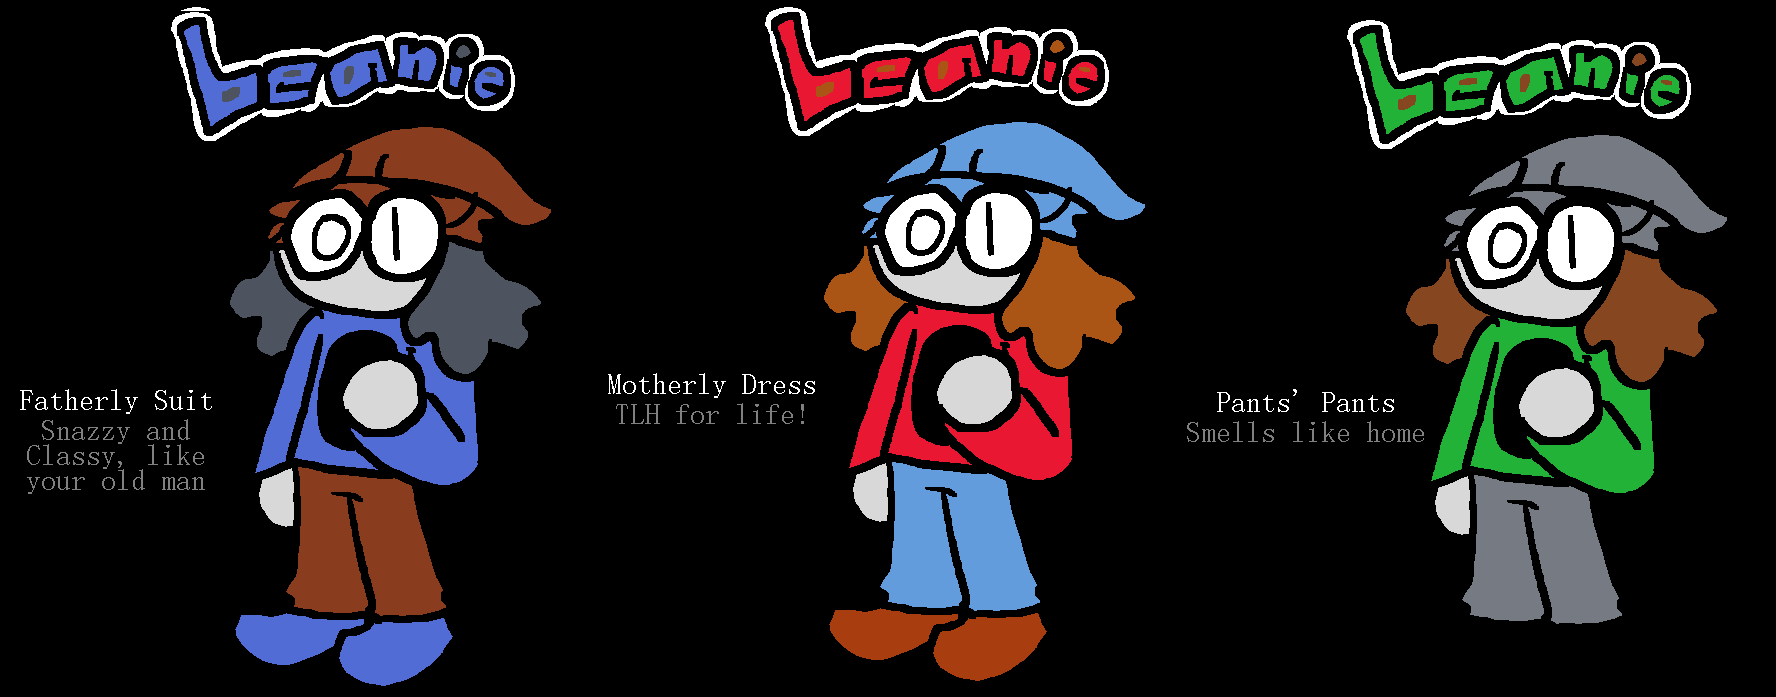 beanie
Fatherly Suit
Snazzy and
Classy, like
your old man
beanie
Motherly Dress
TLH for life!
beanie
Pants' Pants
Smells like home